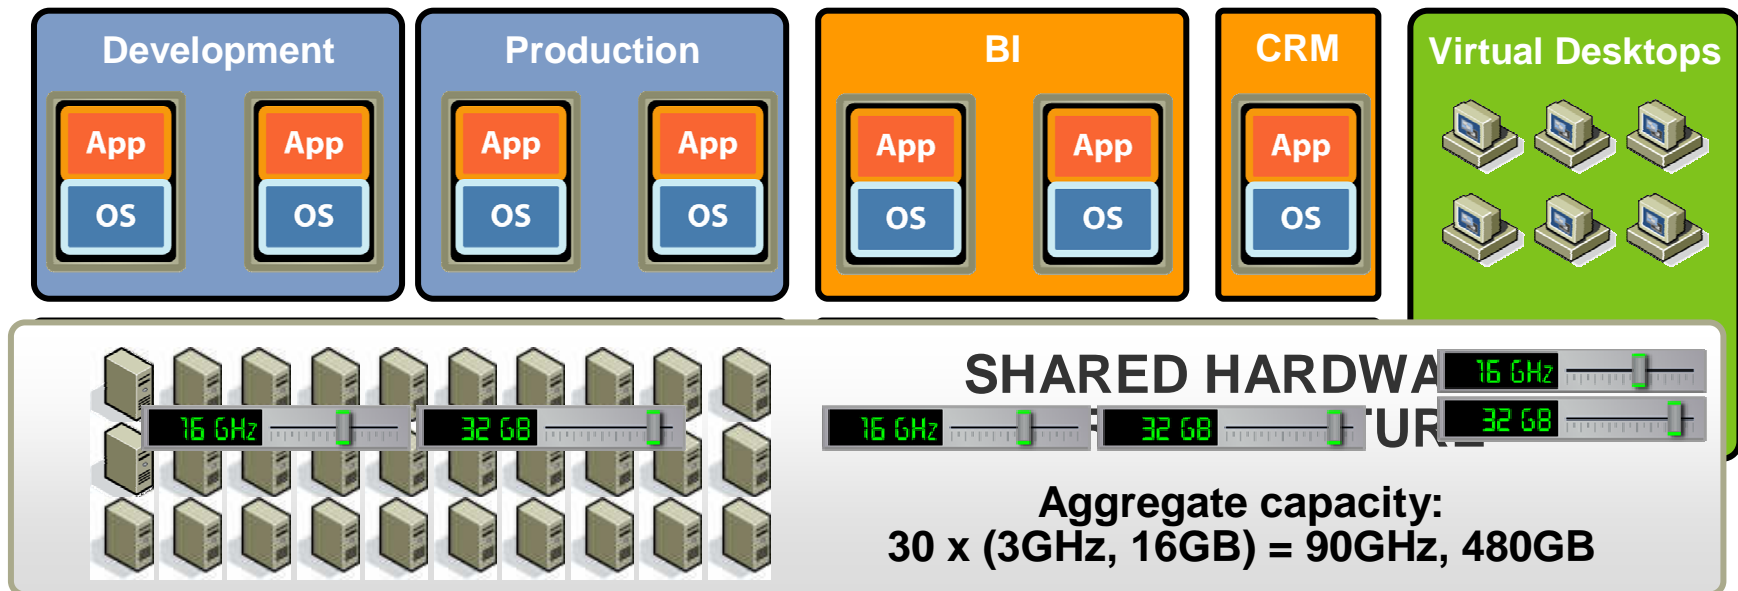 Development
Production
BI
CRM
Virtual Desktops
App
App
App
App
App
App
App
OS
OS
OS
OS
OS
OS
OS
SHARED HARDWA
16 GHz
32 GB
16 GHz
32 GB
16 GHz
32 GB
TURE
Aggregate capacity:
30 x (3GHz, 16GB) = 90GHz, 480GB